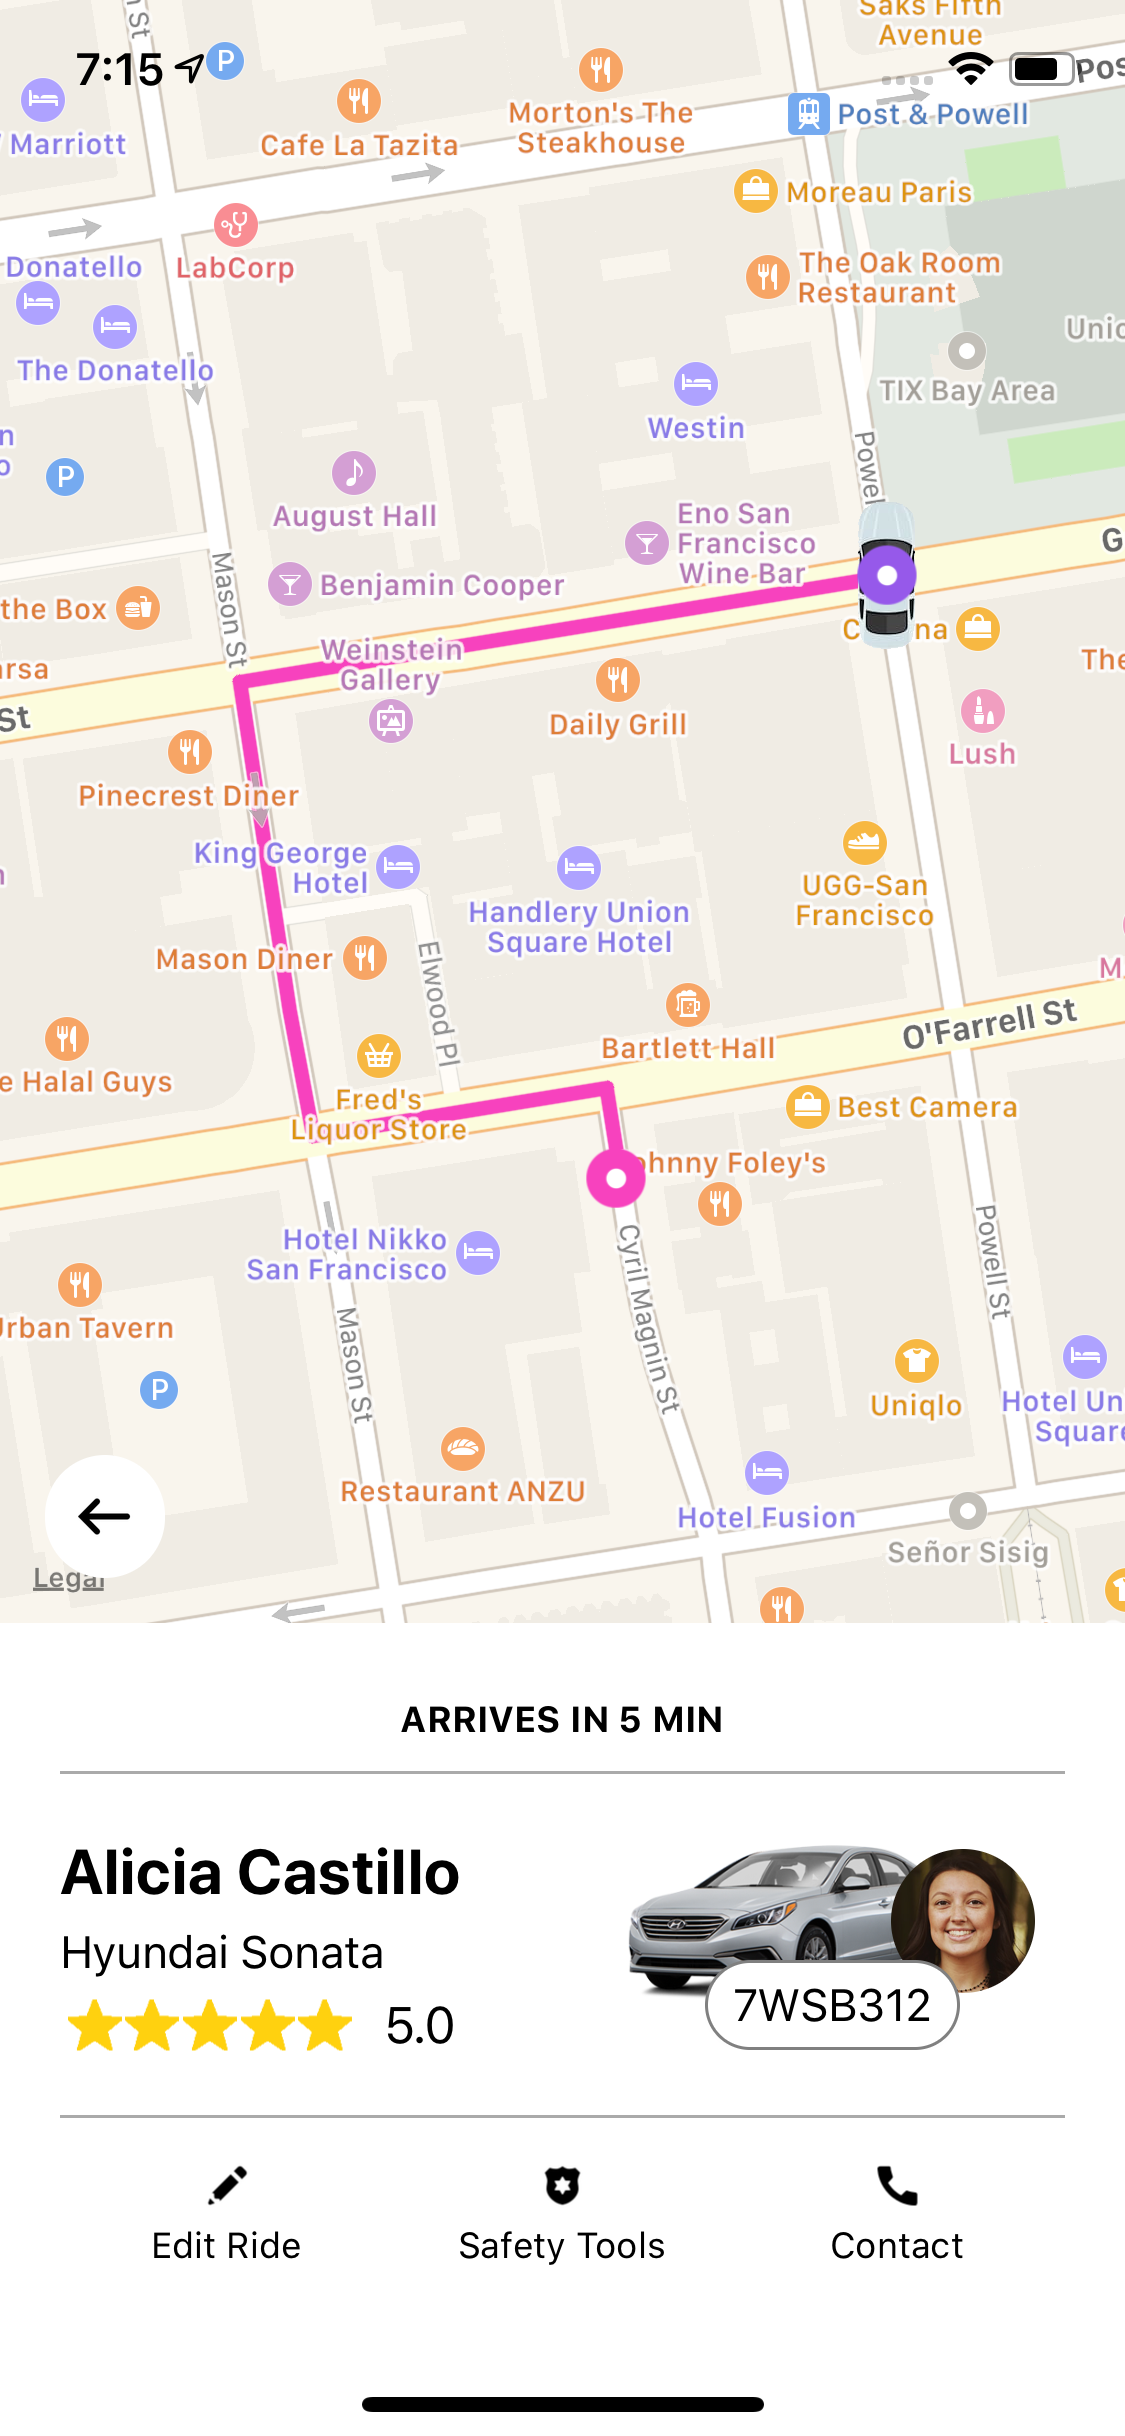 Saks Fifth
Avenue
7:15
P
Post & Powell
Marriott
Cafe La Tazita
Morton's The
Steakhouse
Moreau Paris
Donatello
LabCorp
The Oak Room
Restaurant
The Donatello
TIX Bay Area
Westin
P
August Hall
Powel
Eno San
Francisco
Wine Bar
G
Mason St
Benjamin Cooper
the Box
Weinstein
Gallery
The
St
Daily Grill
Lush
Pinecrest Diner
King George
Hotel
UGG-San
Francisco
Handlery Union
Square Hotel
Mason Diner
Elwood Pl
O'Farrell St
Bartlett Hall
e Halal Guys
Fred's
Liquor Store
Best Camera
ohnny Foley's
Hotel Nikko
San Francisco
Cyril Magnin St
Powell St
Urban Tavern
Mason St
P
Uniqlo
Hotel Un
Square
Restaurant ANZU
Hotel Fusion
Señor Sisig
Legal
ARRIVES IN 5 MIN
Alicia Castillo
Hyundai Sonata
5.0
7WSB312
Edit Ride
Safety Tools
Contact